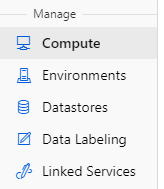 Manage
Compute
Environments
Datastores
Data Labeling
Linked Services